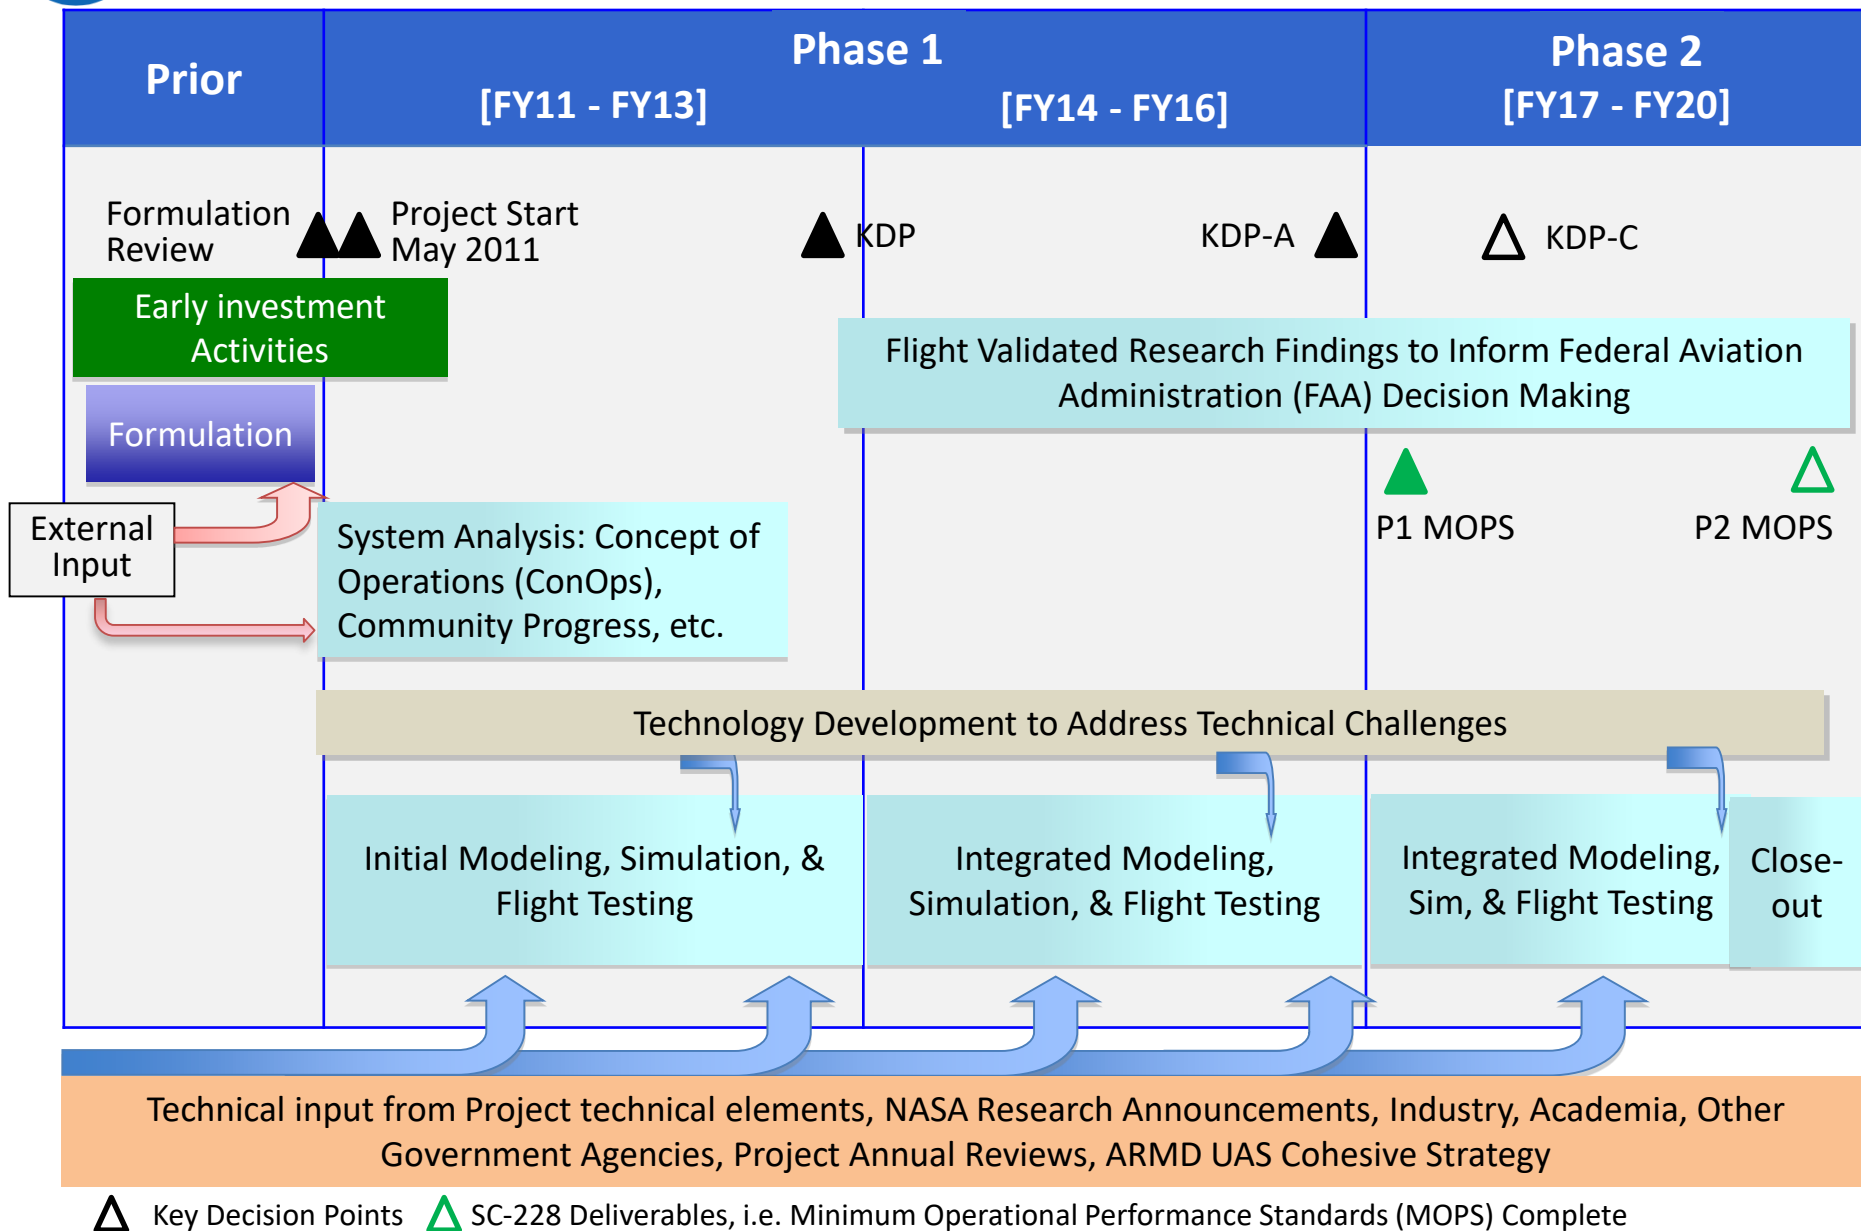 Prior
Phase 1
[FY11 - FY13]
[FY14 - FY16]
Phase 2
[FY17 - FY20]
Formulation
Review
Project Start
May 2011
KDP
KDP-A
KDP-C
Early investment
Activities
Flight Validated Research Findings to Inform Federal Aviation
Administration (FAA) Decision Making
Formulation
P1 MOPS
P2 MOPS
External
Input
System Analysis: Concept of
Operations (ConOps),
Community Progress, etc.
Technology Development to Address Technical Challenges
Initial Modeling, Simulation, &
Flight Testing
Integrated Modeling,
Simulation, & Flight Testing
Integrated Modeling,
Sim, & Flight Testing
Close-
out
Technical input from Project technical elements, NASA Research Announcements, Industry, Academia, Other
Government Agencies, Project Annual Reviews, ARMD UAS Cohesive Strategy
Key Decision Points
SC-228 Deliverables, i.e. Minimum Operational Performance Standards (MOPS) Complete